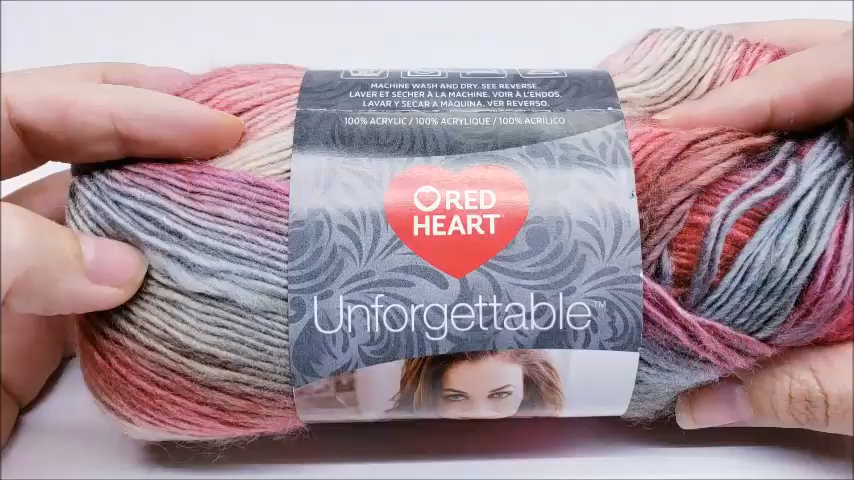 MACHINE WASH AND DRY. SEE REVERSE.
LAVER ET SÉCHER À LA MACHINE. VOIR À L'ENDOS.
LAVAR Y SECAR A MÁQUINA. VER REVERSO.
100% ACRYLIC / 100% ACRYLIQUE / 100% ACRÍLICO
RED
HEART
Unforgettable™